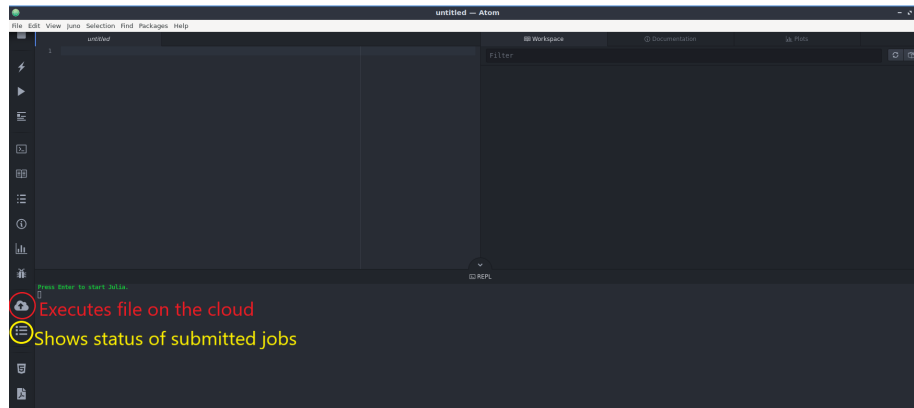 untitled — Atom
File Edit View Juno Selection Find Packages Help
untitled
Workspace
Documentation
Plots
1
Filter
REPL
Press Enter to start Julia.
Executes file on the cloud
Shows status of submitted jobs